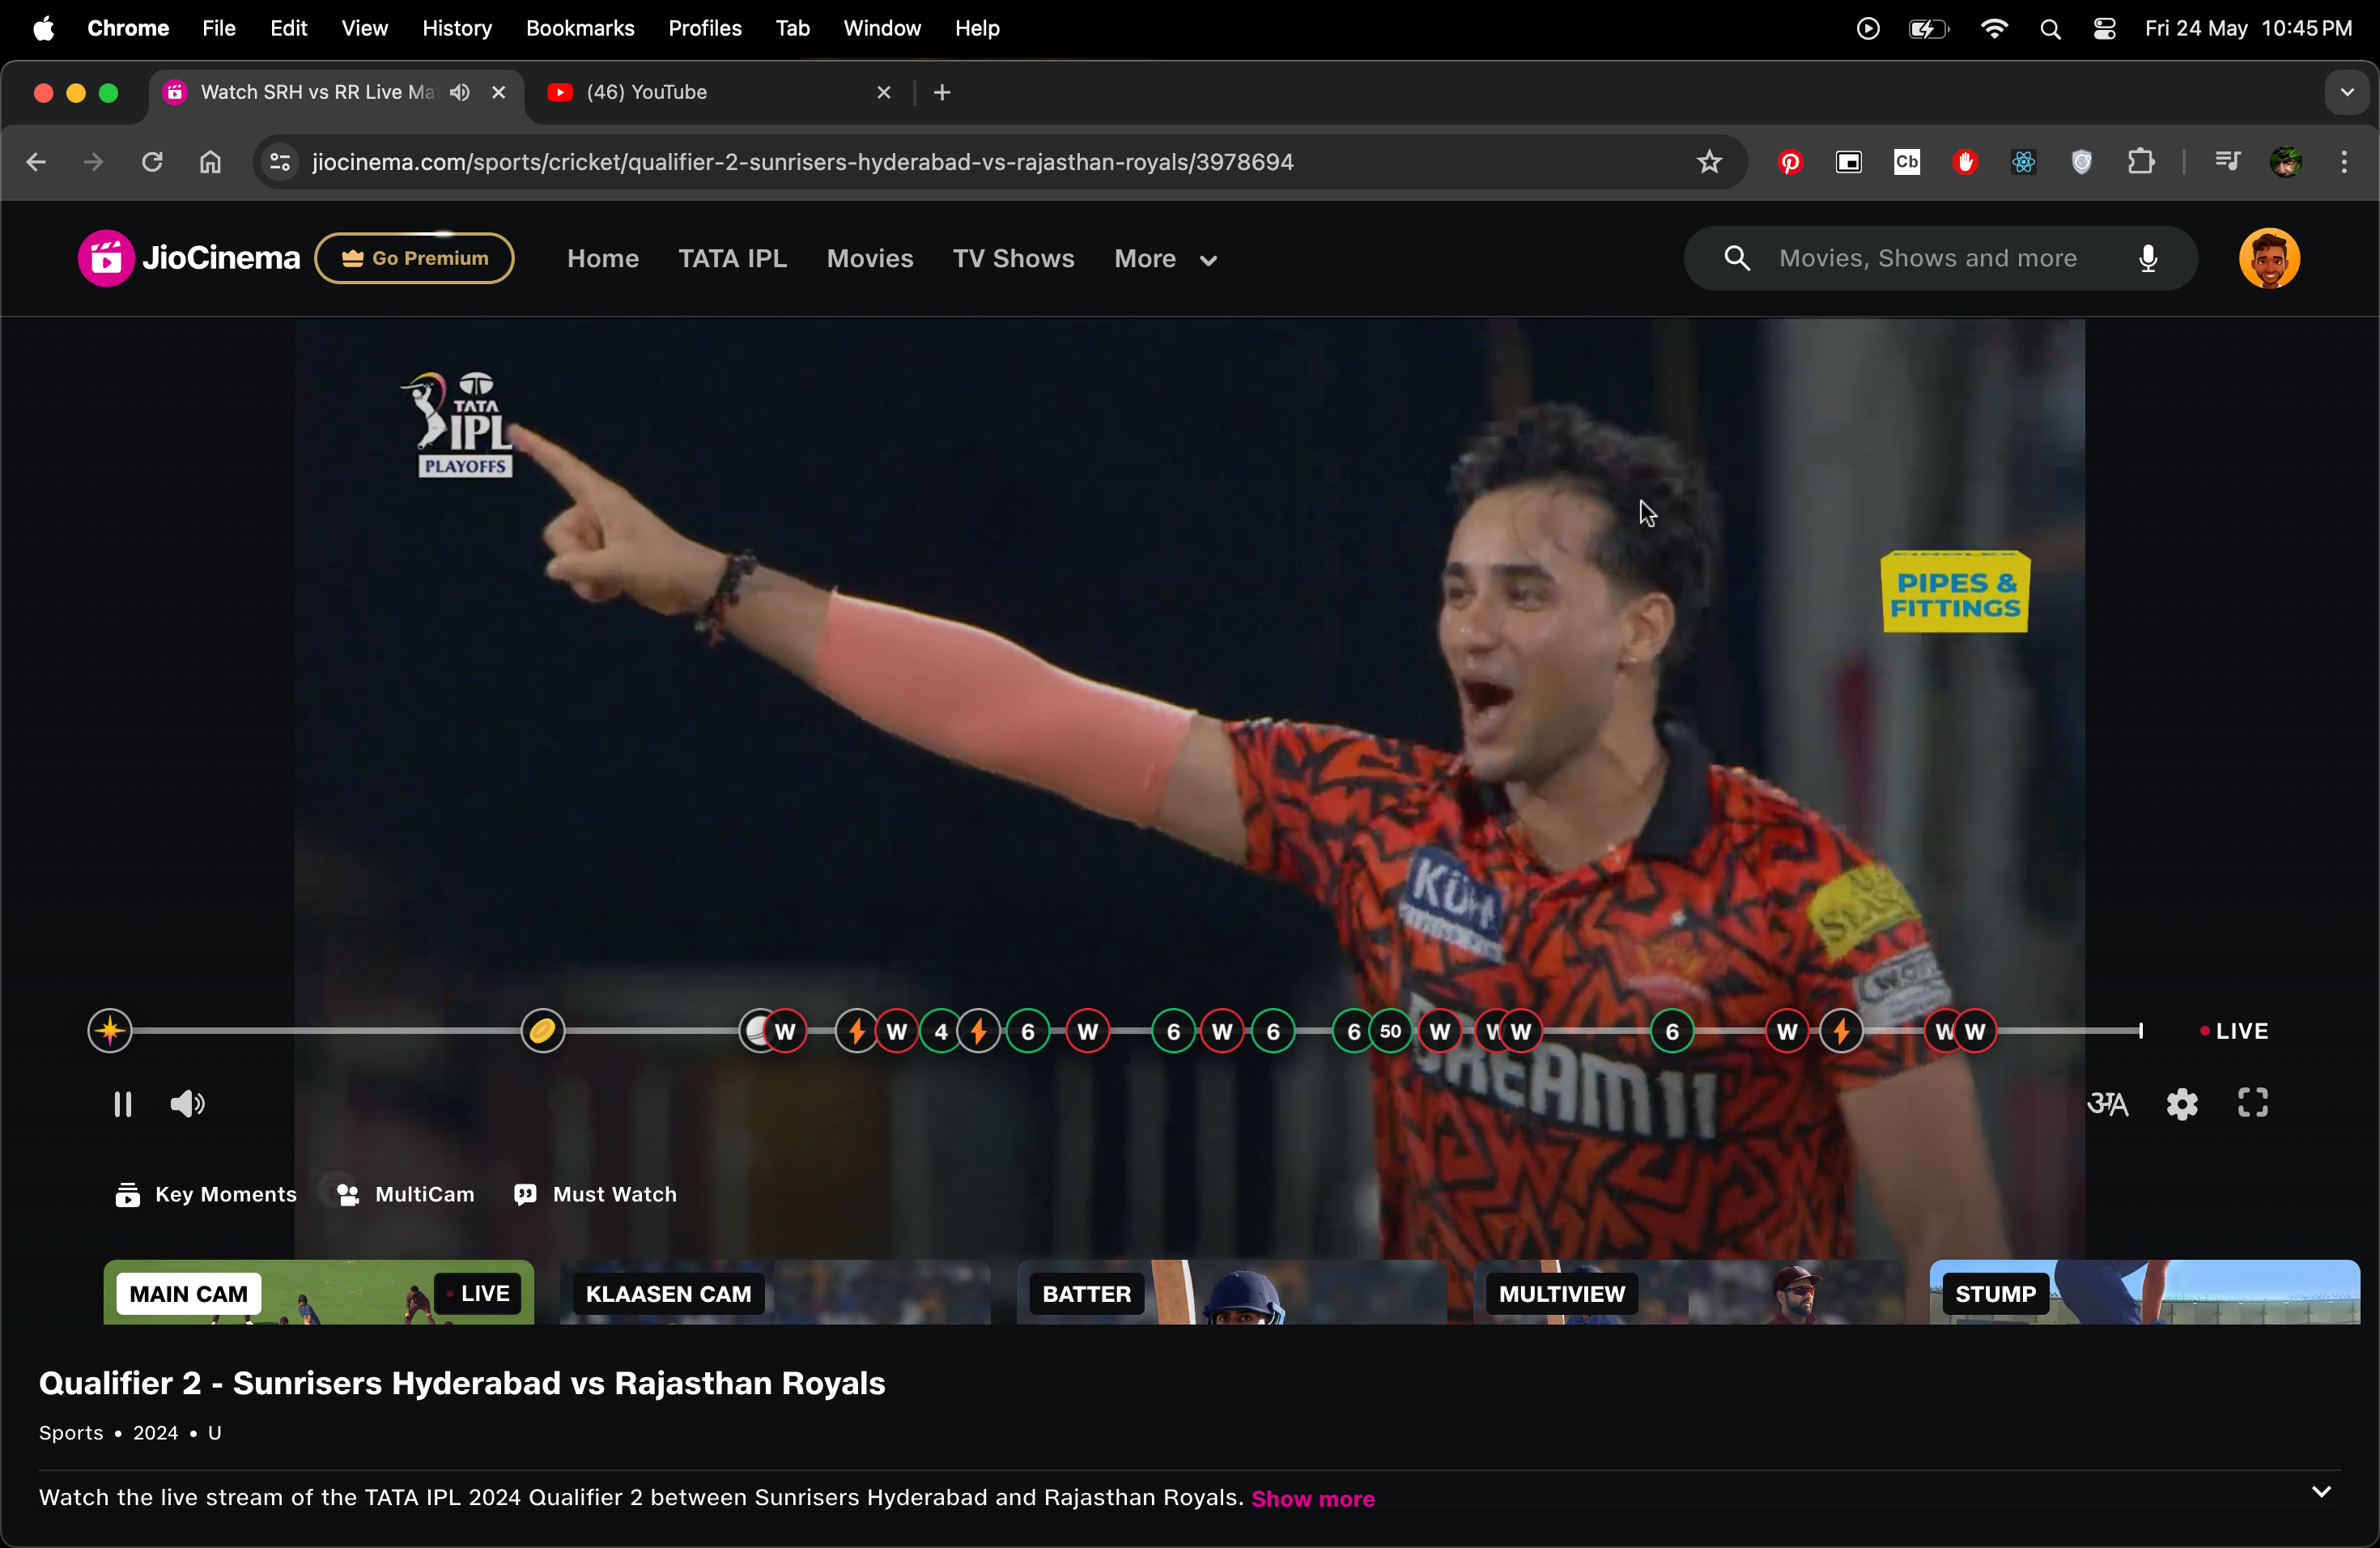 Chrome File Edit View History Bookmarks Profiles Tab Window Help Fri 24 May 10:45 PM
Watch SRH vs RR Live Ma (46) YouTube
jiocinema.com/sports/cricket/qualifier-2-sunrisers-hyderabad-vs-rajasthan-royals/3978694 Cb
JioCinema Go Premium Home TATA IPL Movies TV Shows More Movies, Shows and more
TATA
IPL
PLAYOFFS
PIPES &
FITTINGS
W W 4 6 W 6 W 6 6 50 W W W 6 W W W LIVE
DREAM11
अA
Key Moments MultiCam Must Watch
MAIN CAM LIVE KLAASEN CAM BATTER MULTIVIEW STUMP
Qualifier 2 - Sunrisers Hyderabad vs Rajasthan Royals
Sports • 2024 • U
Watch the live stream of the TATA IPL 2024 Qualifier 2 between Sunrisers Hyderabad and Rajasthan Royals. Show more